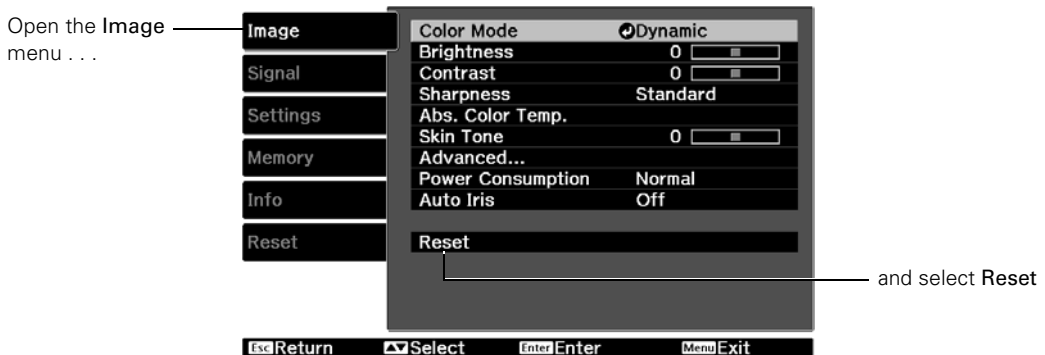 Open the Image
menu . . .
Image
Signal
Settings
Memory
Info
Reset
Color Mode Dynamic
Brightness 0
Contrast 0
Sharpness Standard
Abs. Color Temp.
Skin Tone 0
Advanced...
Power Consumption Normal
Auto Iris Off
Reset
and select Reset
Esc Return Select Enter Enter Menu Exit